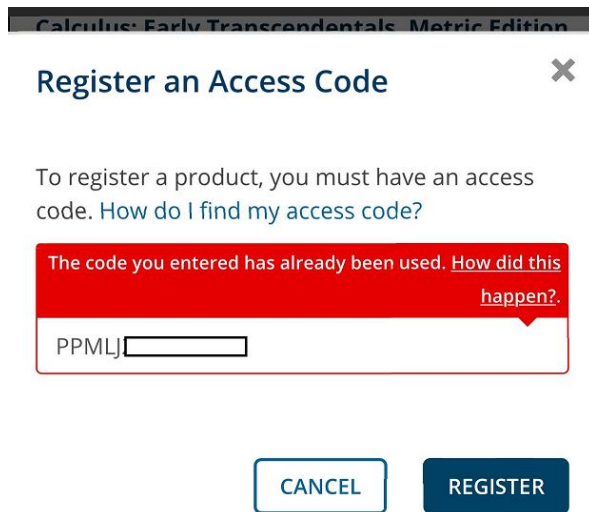 Calculus: Early Transcendentals, Metric Edition
Register an Access Code
To register a product, you must have an access
code. How do I find my access code?
The code you entered has already been used. How did this
happen?.
PPMLJ
CANCEL
REGISTER